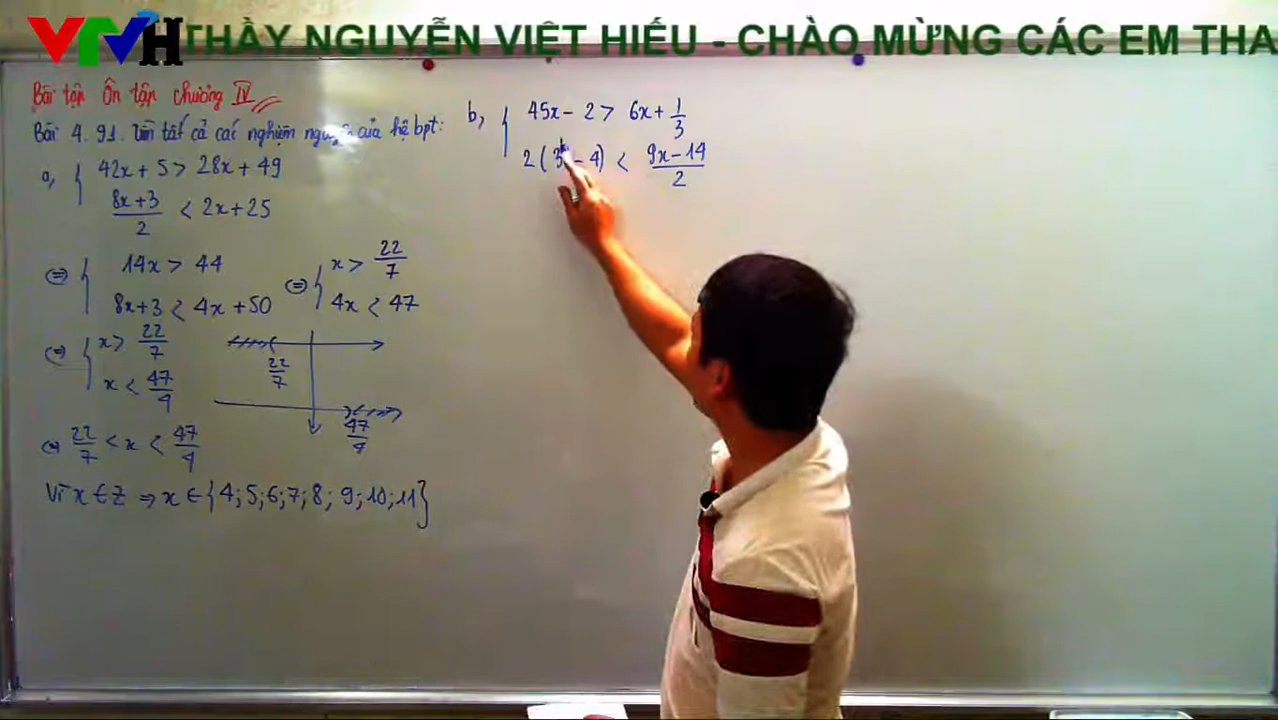 VTVH
THẦY NGUYỄN VIỆT HIẾU - CHÀO MỪNG CÁC EM THA
Bài tập Ôn tập chương IV
Bài 4.91. Tìm tất cả các nghiệm nguyên của hệ bpt:
a, { 42x + 5 > 28x + 49
(8x+3)/2 < 2x+25
⇔ { 14x > 44
8x+3 < 4x + 50
⇔ { x > 22/7
4x < 47
⇔ { x > 22/7
x < 47/4
22/7
47/4
⇔ 22/7 < x < 47/4
Vì x ∈ Z ⇒ x ∈ {4;5;6;7;8; 9;10;11}
b, { 45x - 2 > 6x + 1/3
2(3x - 4) < (9x-14)/2